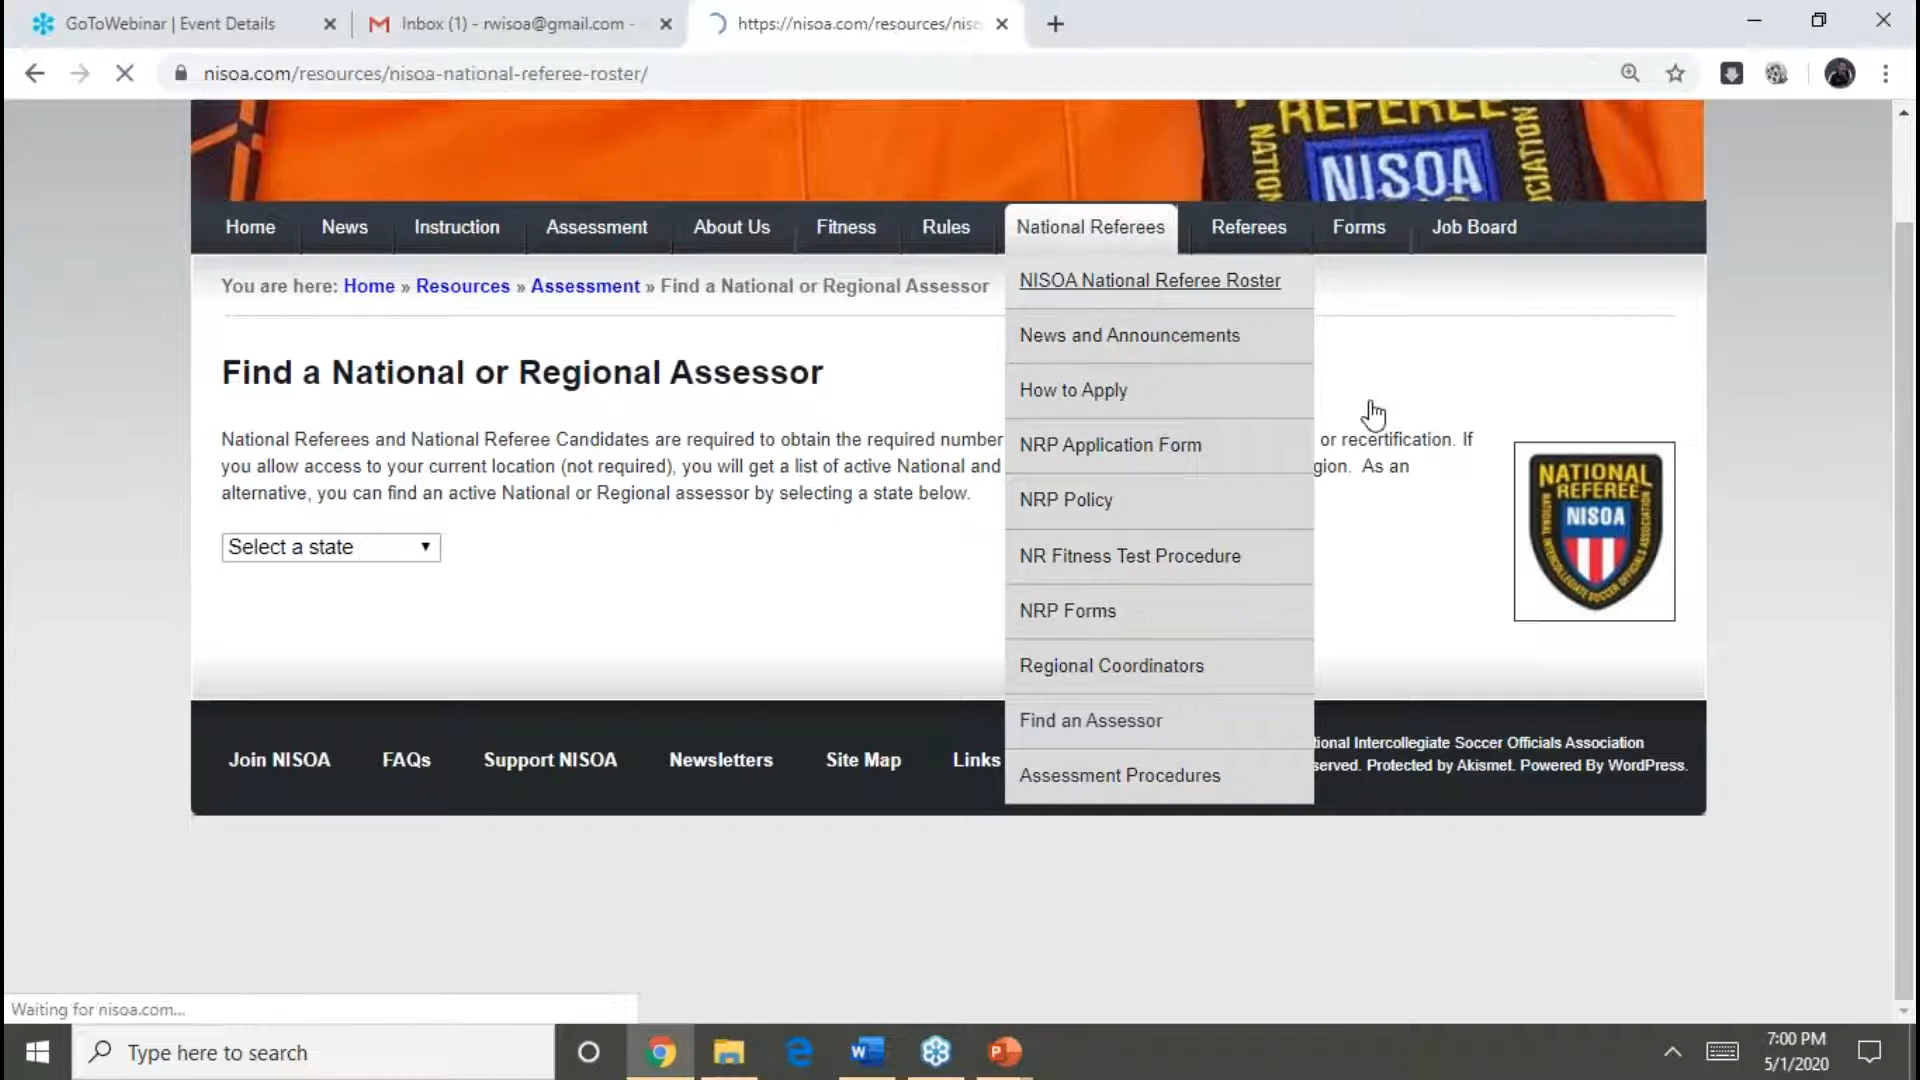 GoToWebinar | Event Details
Inbox (1) - rwisoa@gmail.com -
https://nisoa.com/resources/niso
nisoa.com/resources/nisoa-national-referee-roster/
REFEREE
NATION
NISOA
CIATION
Home News Instruction Assessment About Us Fitness Rules National Referees Referees Forms Job Board
You are here: Home » Resources » Assessment » Find a National or Regional Assessor
NISOA National Referee Roster
News and Announcements
How to Apply
NRP Application Form
NRP Policy
NR Fitness Test Procedure
NRP Forms
Regional Coordinators
Find an Assessor
Assessment Procedures
Find a National or Regional Assessor
National Referees and National Referee Candidates are required to obtain the required number or recertification. If
you allow access to your current location (not required), you will get a list of active National and gion. As an
alternative, you can find an active National or Regional assessor by selecting a state below.
Select a state
NATIONAL
REFEREE
NISOA
NATIONAL INTERCOLLEGIATE SOCCER OFFICIALS ASSOCIATION
Join NISOA FAQs Support NISOA Newsletters Site Map Links
tional Intercollegiate Soccer Officials Association
served. Protected by Akismet. Powered By WordPress.
Waiting for nisoa.com...
Type here to search
7:00 PM
5/1/2020